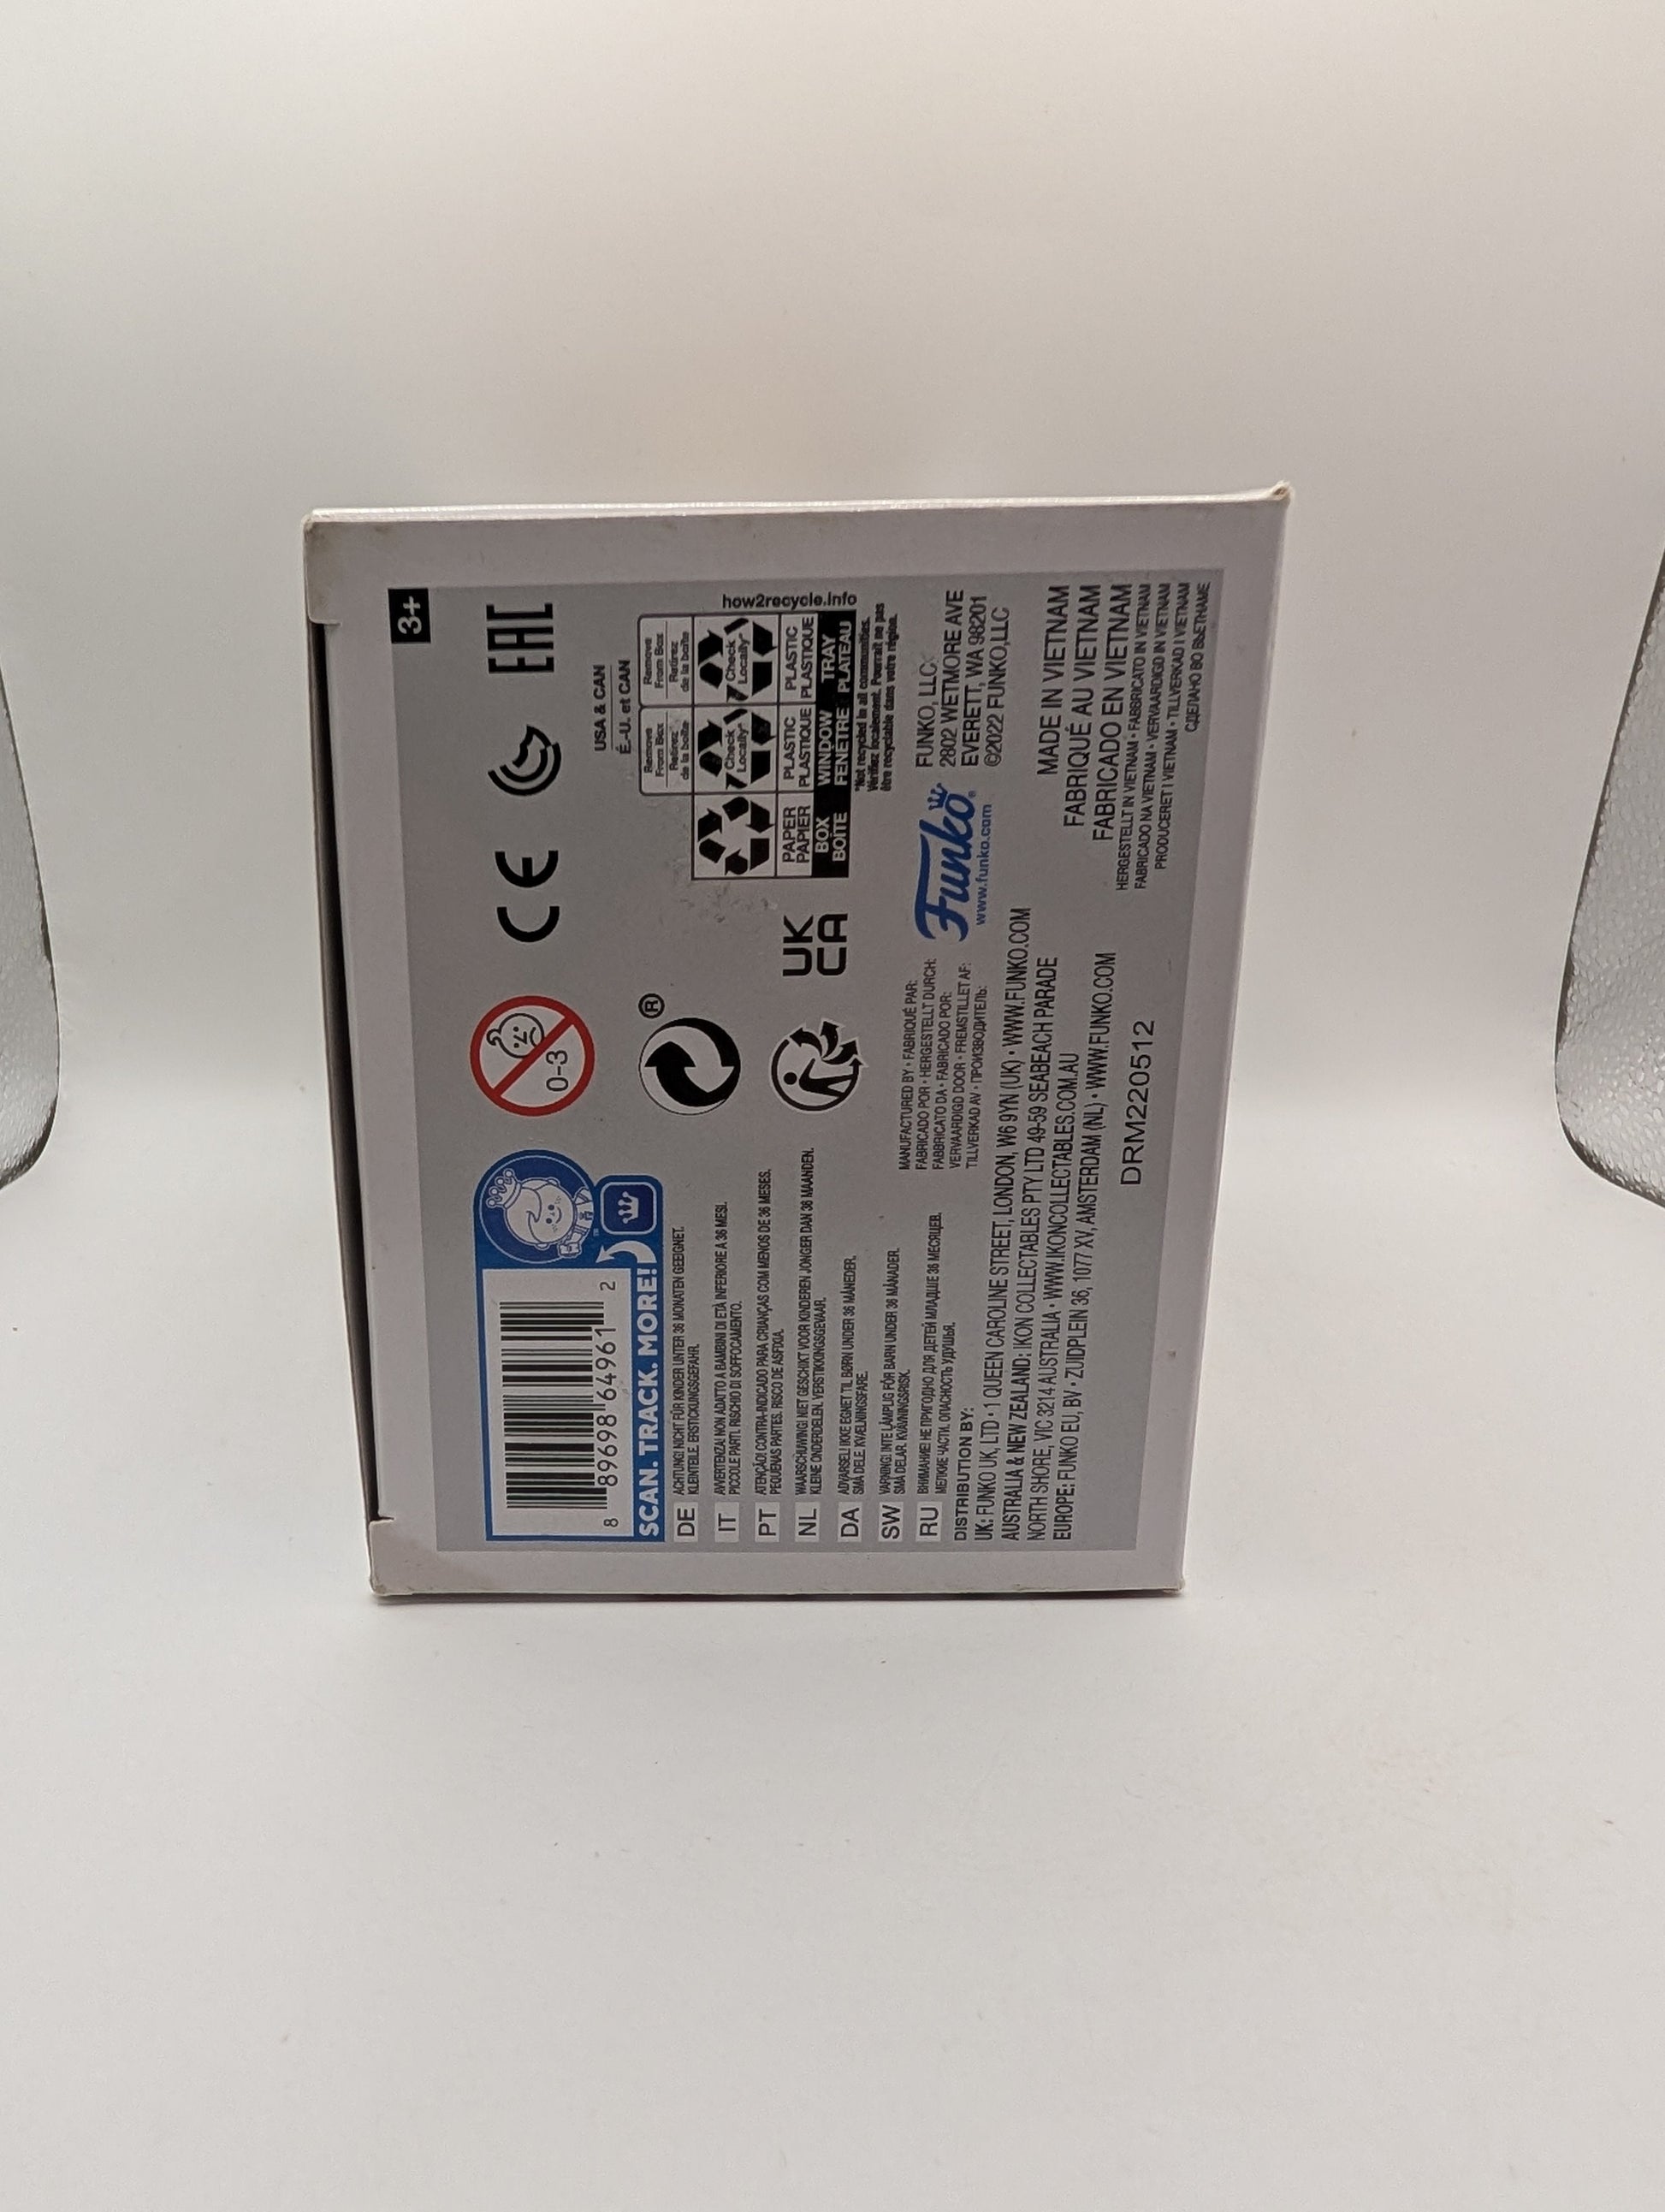 3+
8 89698 64961 2
SCAN. TRACK. MORE!
0-3
CE
EAC
®
UK
CA
USA & CAN
É.-U. et CAN
Remove
From Box
Retirez
de la boîte
Remove
From Box
Retirez
de la boîte
Check
Locally*
Check
Locally*
PAPER
PAPIER
PLASTIC
PLASTIQUE
PLASTIC
PLASTIQUE
BOX
BOÎTE
WINDOW
FENÊTRE
TRAY
PLATEAU
how2recycle.info
*Not recycled in all communities.
Vérifiez localement. Pourrait ne pas
être recyclable dans votre région.
DE ACHTUNG! NICHT FÜR KINDER UNTER 36 MONATEN GEEIGNET.
KLEINTEILE. ERSTICKUNGSGEFAHR.
IT AVVERTENZA! NON ADATTO A BAMBINI DI ETÀ INFERIORE A 36 MESI.
PICCOLE PARTI. RISCHIO DI SOFFOCAMENTO.
PT ATENÇÃO! CONTRA-INDICADO PARA CRIANÇAS COM MENOS DE 36 MESES.
PEQUENAS PARTES. RISCO DE ASFIXIA.
NL WAARSCHUWING! NIET GESCHIKT VOOR KINDEREN JONGER DAN 36 MAANDEN.
KLEINE ONDERDELEN. VERSTIKKINGSGEVAAR.
DA ADVARSEL! IKKE EGNET TIL BØRN UNDER 36 MÅNEDER.
SMÅ DELE. KVÆLNINGSFARE.
SW VARNING! INTE LÄMPLIG FÖR BARN UNDER 36 MÅNADER.
SMÅ DELAR. KVÄVNINGSRISK.
RU ВНИМАНИЕ! НЕ ПРИГОДНО ДЛЯ ДЕТЕЙ МЛАДШЕ 36 МЕСЯЦЕВ.
МЕЛКИЕ ЧАСТИ. ОПАСНОСТЬ УДУШЬЯ.
MANUFACTURED BY • FABRIQUÉ PAR:
FABRICADO POR • HERGESTELLT DURCH:
FABBRICATO DA • FABRICADO POR:
VERVAARDIGD DOOR • FREMSTILLET AF:
TILLVERKAD AV • ПРОИЗВОДИТЕЛЬ:
Funko®
www.funko.com
FUNKO, LLC.
2802 WETMORE AVE
EVERETT, WA 98201
©2022 FUNKO, LLC
DISTRIBUTION BY:
UK: FUNKO UK, LTD • 1 QUEEN CAROLINE STREET, LONDON, W6 9YN (UK) • WWW.FUNKO.COM
AUSTRALIA & NEW ZEALAND: IKON COLLECTABLES PTY LTD 49-59 SEABEACH PARADE
NORTH SHORE, VIC 3214 AUSTRALIA • WWW.IKONCOLLECTABLES.COM.AU
EUROPE: FUNKO EU, BV • ZUIDPLEIN 36, 1077 XV, AMSTERDAM (NL) • WWW.FUNKO.COM
DRM220512
MADE IN VIETNAM
FABRIQUÉ AU VIETNAM
FABRICADO EN VIETNAM
HERGESTELLT IN VIETNAM • FABBRICATO IN VIETNAM
FABRICADO NA VIETNAM • VERVAARDIGD IN VIETNAM
PRODUCERET I VIETNAM • TILLVERKAD I VIETNAM
СДЕЛАНО ВО ВЬЕТНАМЕ